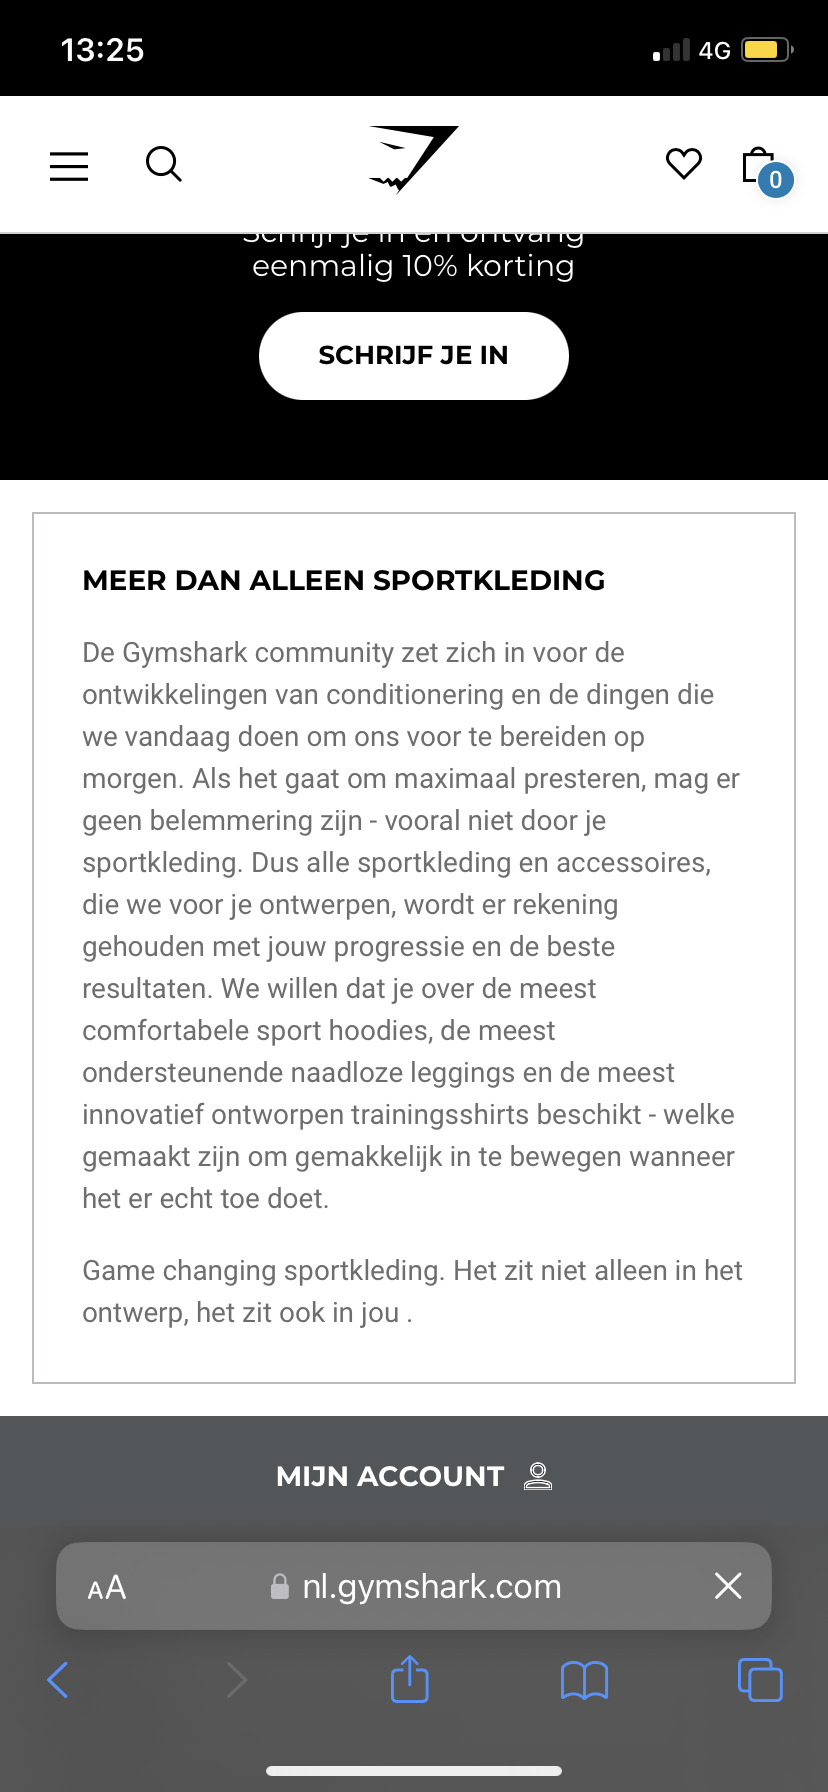 13:25
4G
0
Schrijf je in en ontvang
eenmalig 10% korting
SCHRIJF JE IN
MEER DAN ALLEEN SPORTKLEDING
De Gymshark community zet zich in voor de
ontwikkelingen van conditionering en de dingen die
we vandaag doen om ons voor te bereiden op
morgen. Als het gaat om maximaal presteren, mag er
geen belemmering zijn - vooral niet door je
sportkleding. Dus alle sportkleding en accessoires,
die we voor je ontwerpen, wordt er rekening
gehouden met jouw progressie en de beste
resultaten. We willen dat je over de meest
comfortabele sport hoodies, de meest
ondersteunende naadloze leggings en de meest
innovatief ontworpen trainingsshirts beschikt - welke
gemaakt zijn om gemakkelijk in te bewegen wanneer
het er echt toe doet.
Game changing sportkleding. Het zit niet alleen in het
ontwerp, het zit ook in jou .
MIJN ACCOUNT
AA
nl.gymshark.com